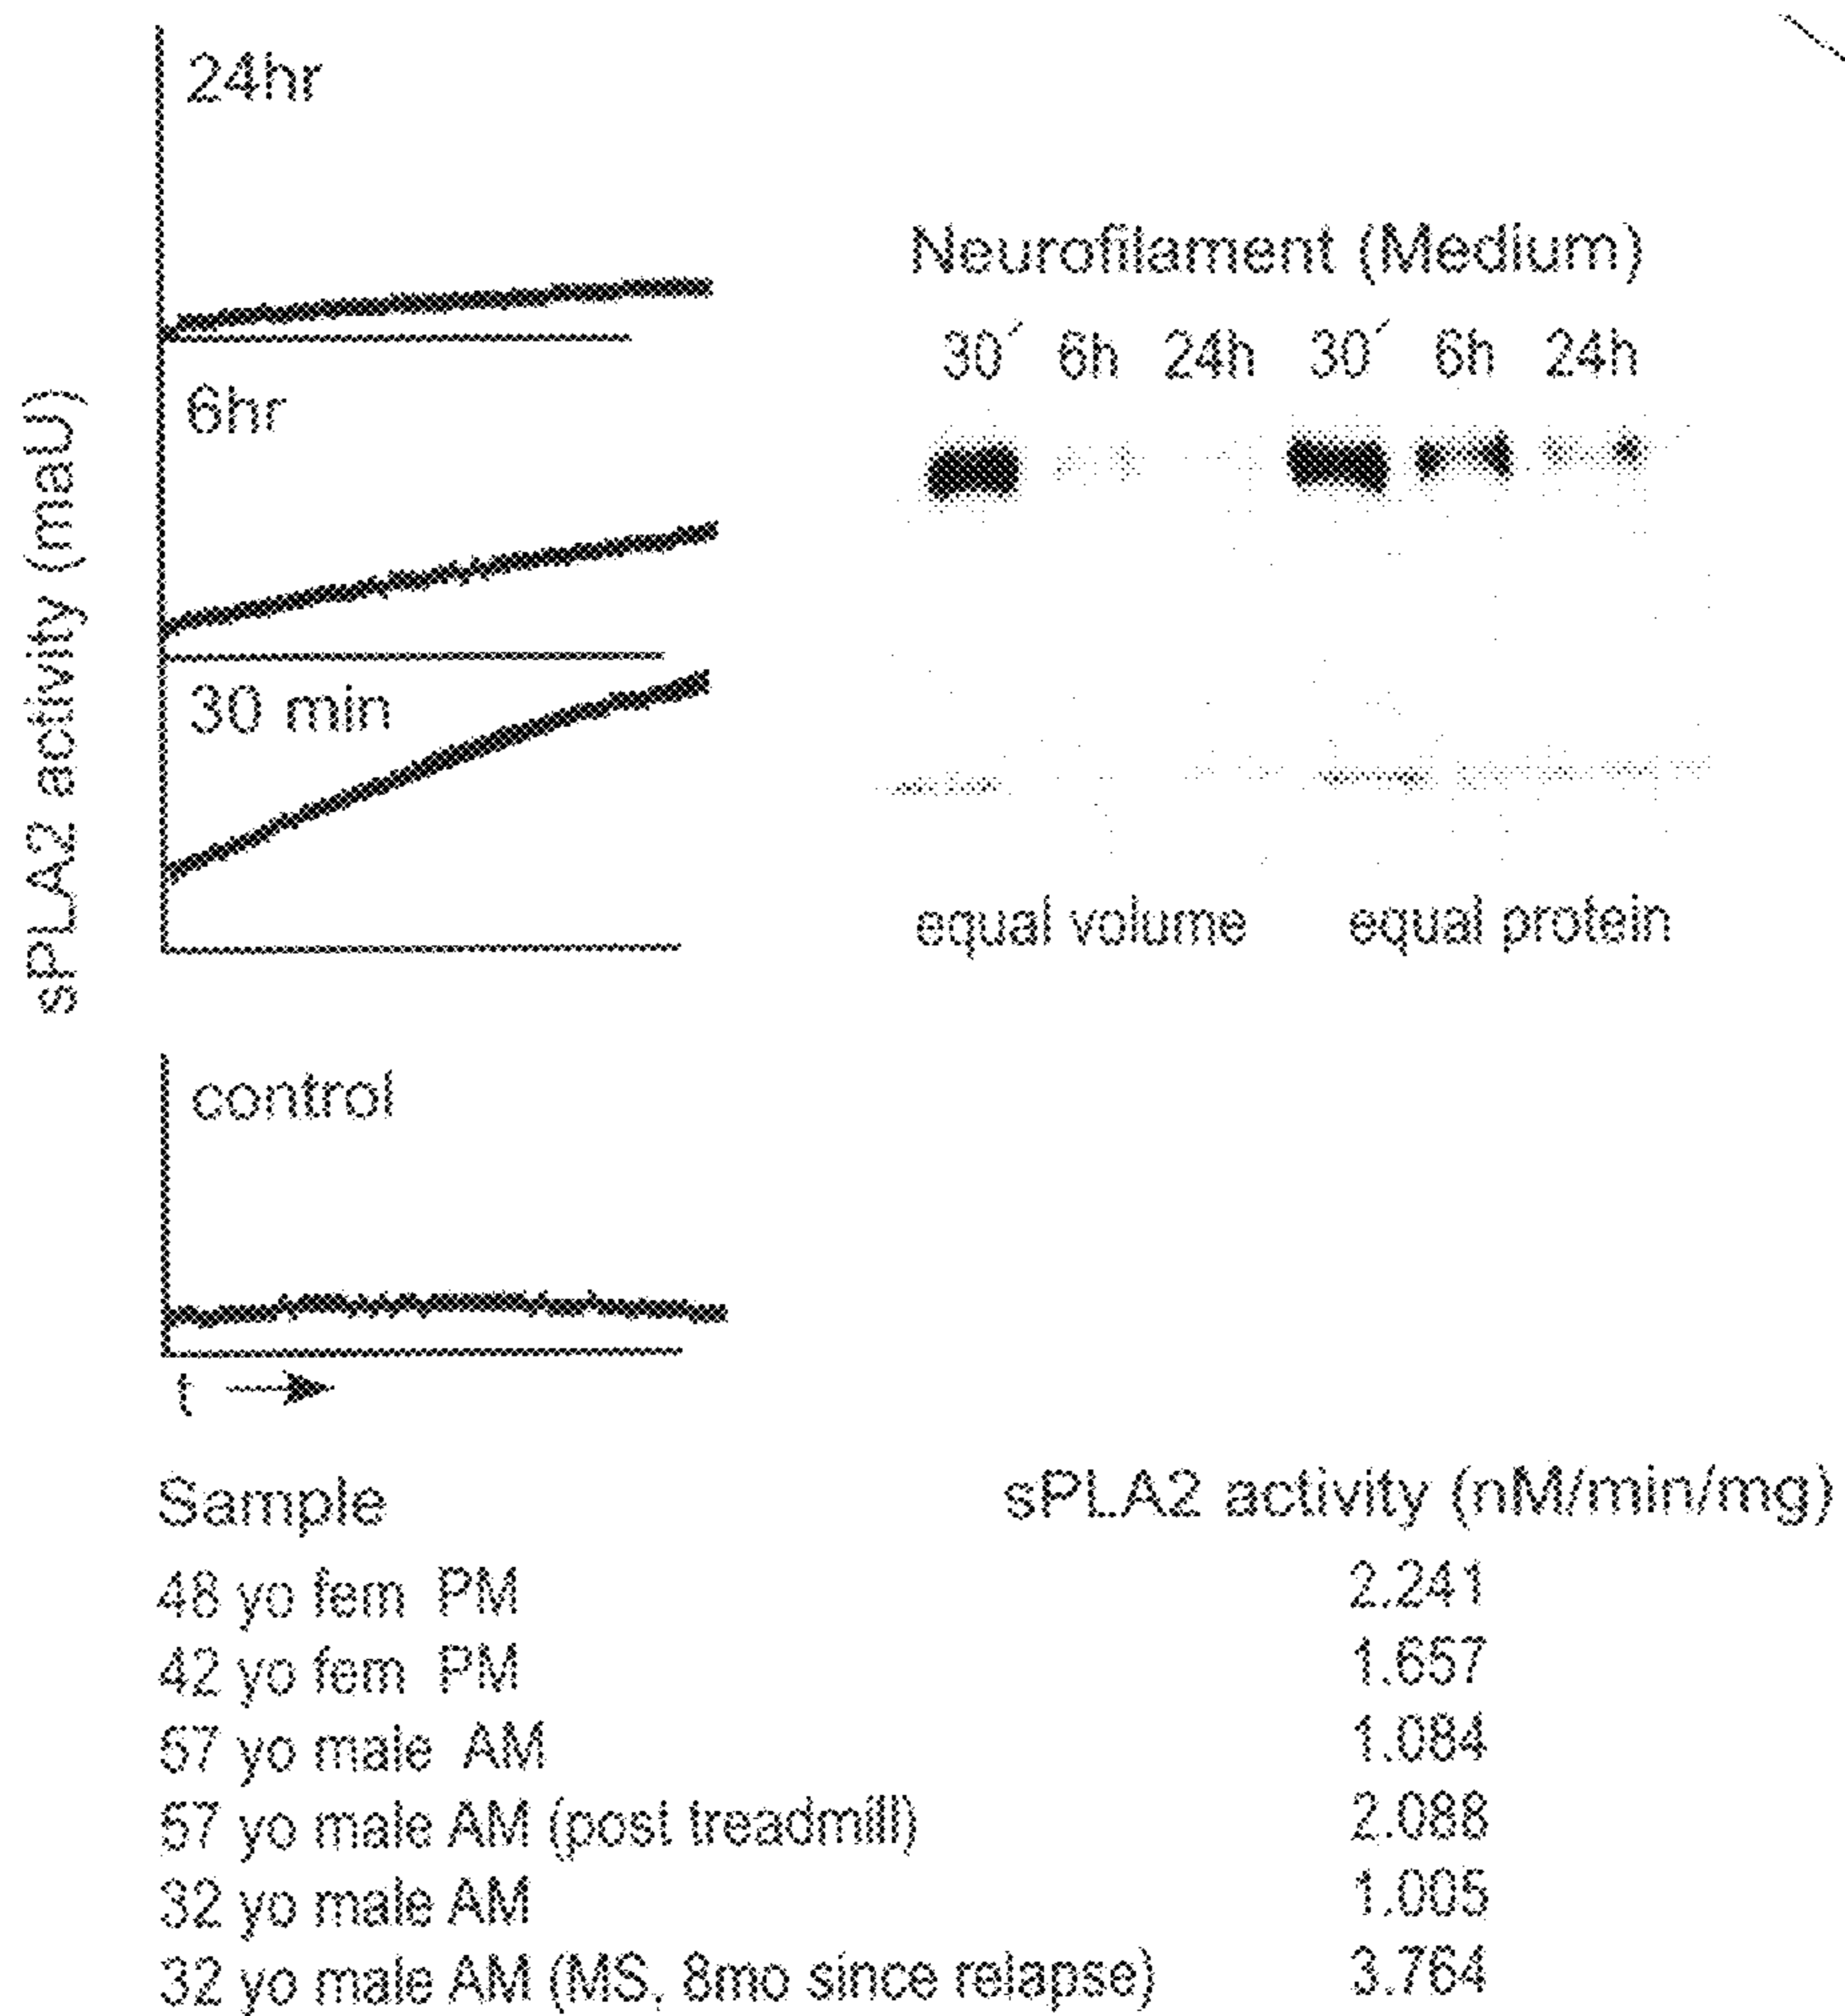 sPLA2 activity (maU)
24hr
6hr
30 min
control
t
Neurofilament (Medium)
30´ 6h 24h 30´ 6h 24h
equal volume equal protein
Sample sPLA2 activity (nM/min/mg)
48 yo fem PM 2.241
42 yo fem PM 1.657
57 yo male AM 1.084
57 yo male AM (post treadmill) 2.088
32 yo male AM 1.005
32 yo male AM (MS, 8mo since relapse) 3.764